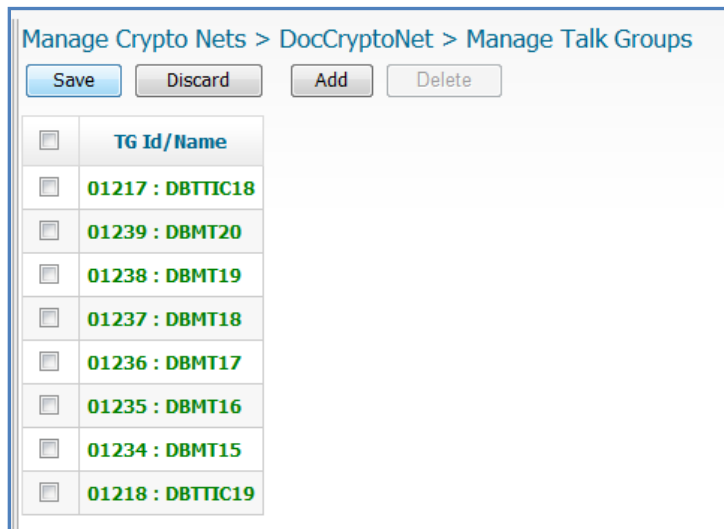 Manage Crypto Nets > DocCryptoNet > Manage Talk Groups
Save Discard Add Delete
TG Id/Name
01217 : DBTTIC18
01239 : DBMT20
01238 : DBMT19
01237 : DBMT18
01236 : DBMT17
01235 : DBMT16
01234 : DBMT15
01218 : DBTTIC19